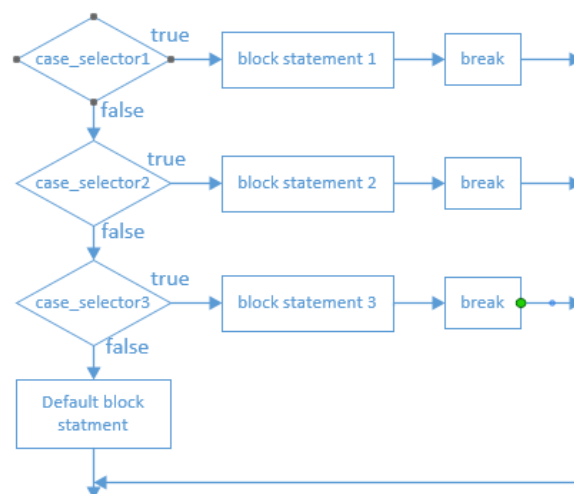 true
case_selector1
block statement 1
break
false
true
case_selector2
block statement 2
break
false
true
case_selector3
block statement 3
break
false
Default block
statment